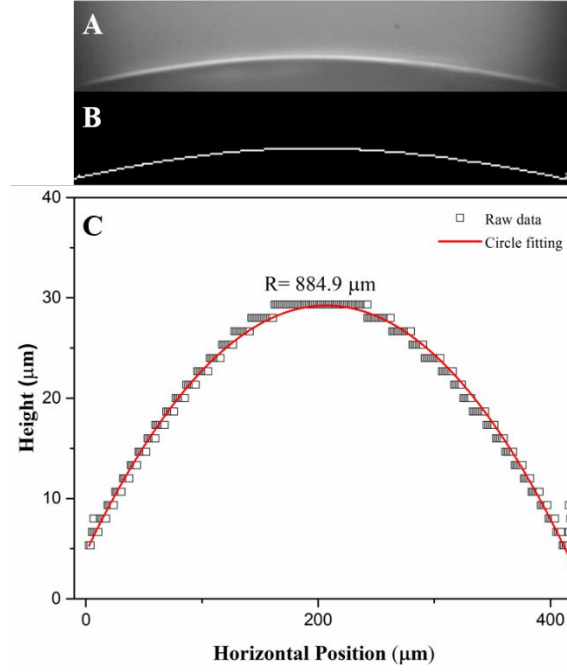 A
B
C
40
Raw data
Circle fitting
R= 884.9 μm
30
20
10
0
Height (μm)
0
200
400
Horizontal Position (μm)